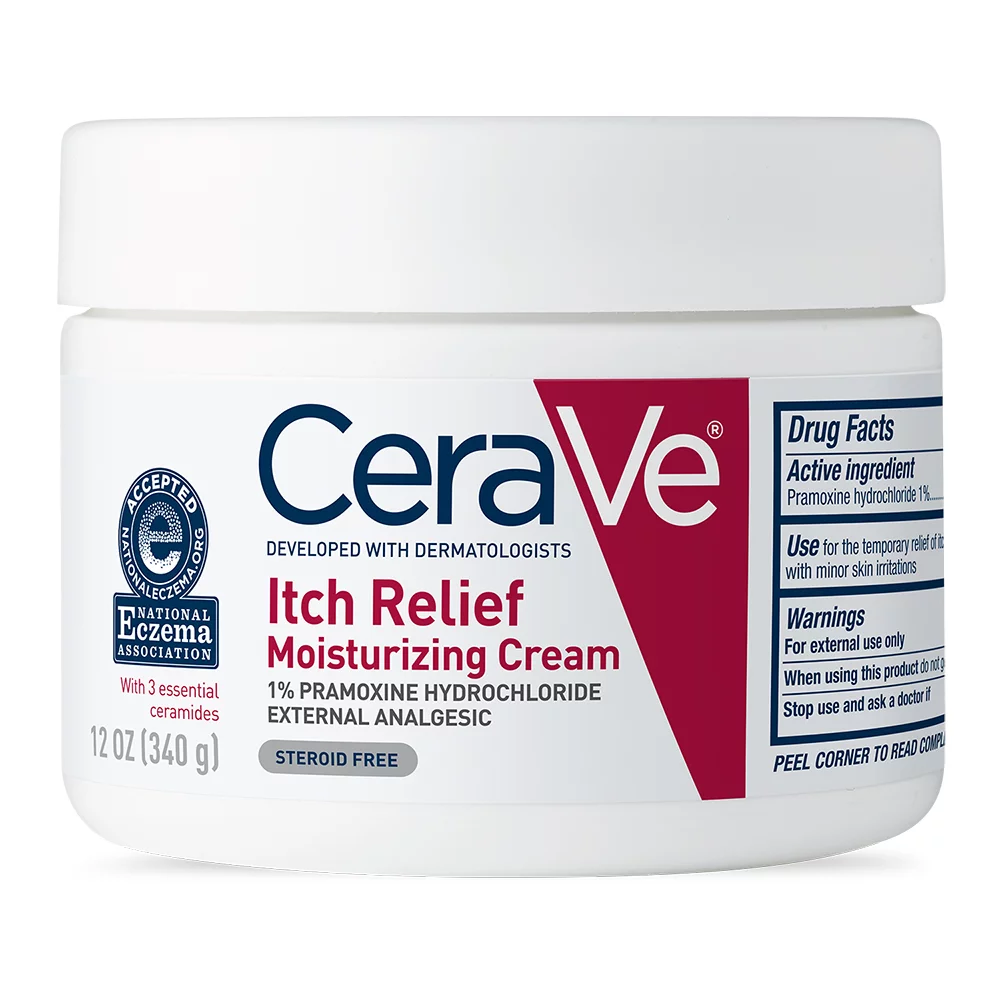 ACCEPTED
NATIONALECZEMA.ORG
e
NATIONAL
Eczema
ASSOCIATION
With 3 essential
ceramides
12 OZ (340 g)
CeraVe®
DEVELOPED WITH DERMATOLOGISTS
Itch Relief
Moisturizing Cream
1% PRAMOXINE HYDROCHLORIDE
EXTERNAL ANALGESIC
STEROID FREE
Drug Facts
Active ingredient
Pramoxine hydrochloride 1%........
Use for the temporary relief of
with minor skin irritations
Warnings
For external use only
When using this product do not
Stop use and ask a doctor if
PEEL CORNER TO READ